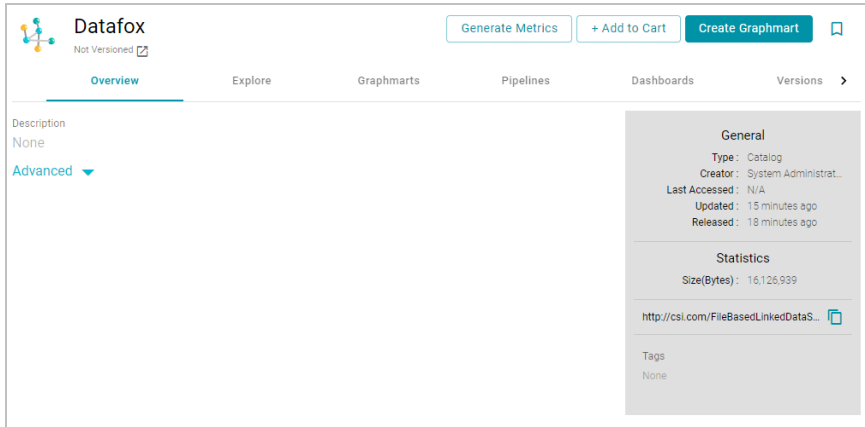 Datafox
Not Versioned
Generate Metrics
+ Add to Cart
Create Graphmart
Overview Explore Graphmarts Pipelines Dashboards Versions
Description
None
Advanced
General
Type : Catalog
Creator : System Administrat...
Last Accessed : N/A
Updated : 15 minutes ago
Released : 18 minutes ago
Statistics
Size(Bytes) : 16,126,939
http://csi.com/FileBasedLinkedDataS...
Tags
None